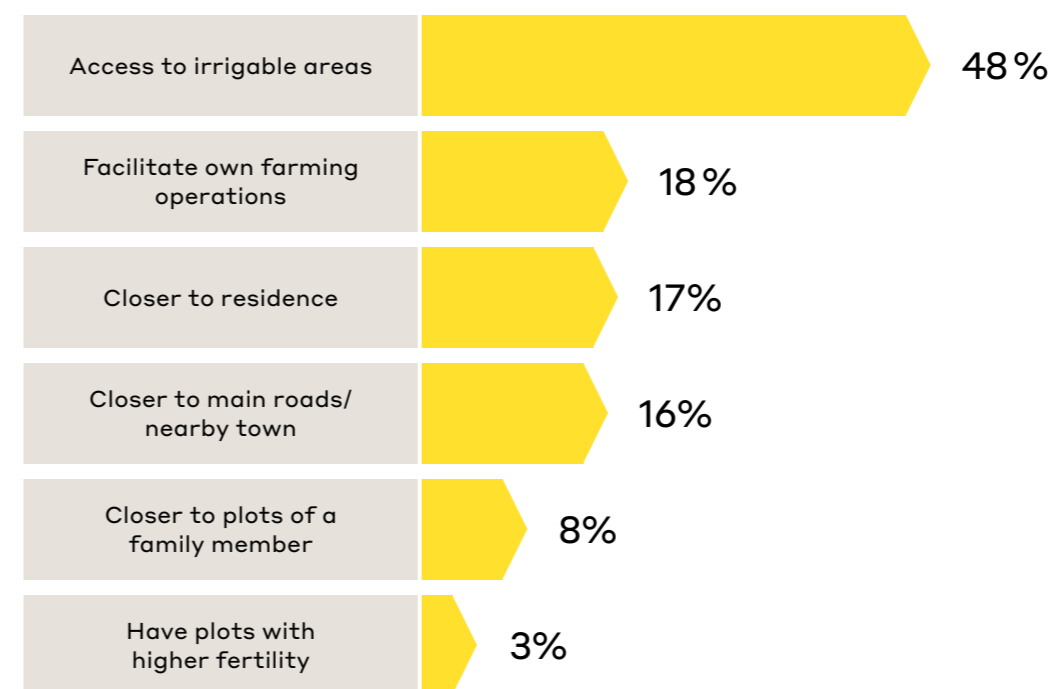 Access to irrigable areas
48%
Facilitate own farming
operations
18%
Closer to residence
17%
Closer to main roads/
nearby town
16%
Closer to plots of a
family member
8%
Have plots with
higher fertility
3%